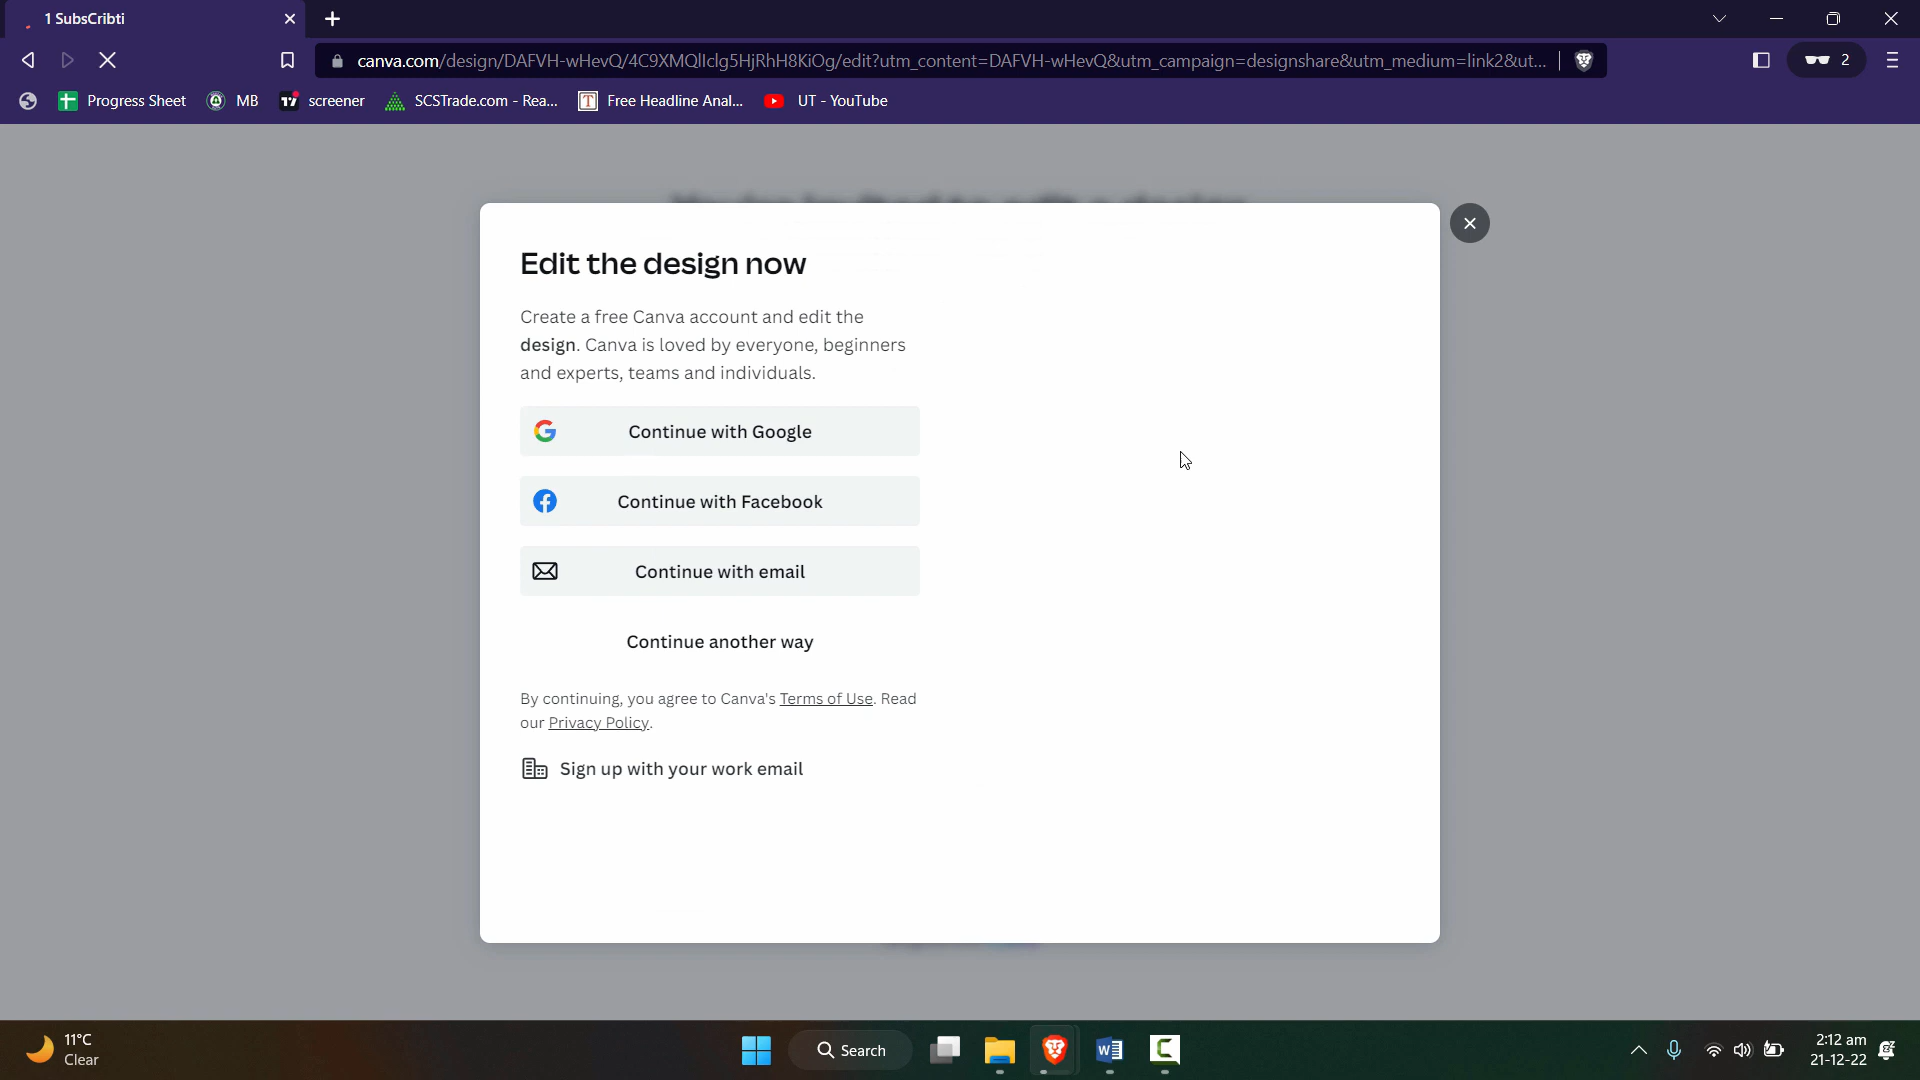 1 SubsCribti
canva.com/design/DAFVH-wHevQ/4C9XMQlIclg5HjRhH8KiOg/edit?utm_content=DAFVH-wHevQ&utm_campaign=designshare&utm_medium=link2&ut...
2
Progress Sheet
MB
screener
SCSTrade.com - Rea...
Free Headline Anal...
UT - YouTube
Edit the design now
Create a free Canva account and edit the
design. Canva is loved by everyone, beginners
and experts, teams and individuals.
Continue with Google
Continue with Facebook
Continue with email
Continue another way
By continuing, you agree to Canva's Terms of Use. Read
our Privacy Policy.
Sign up with your work email
11°C
Clear
Search
2:12 am
21-12-22